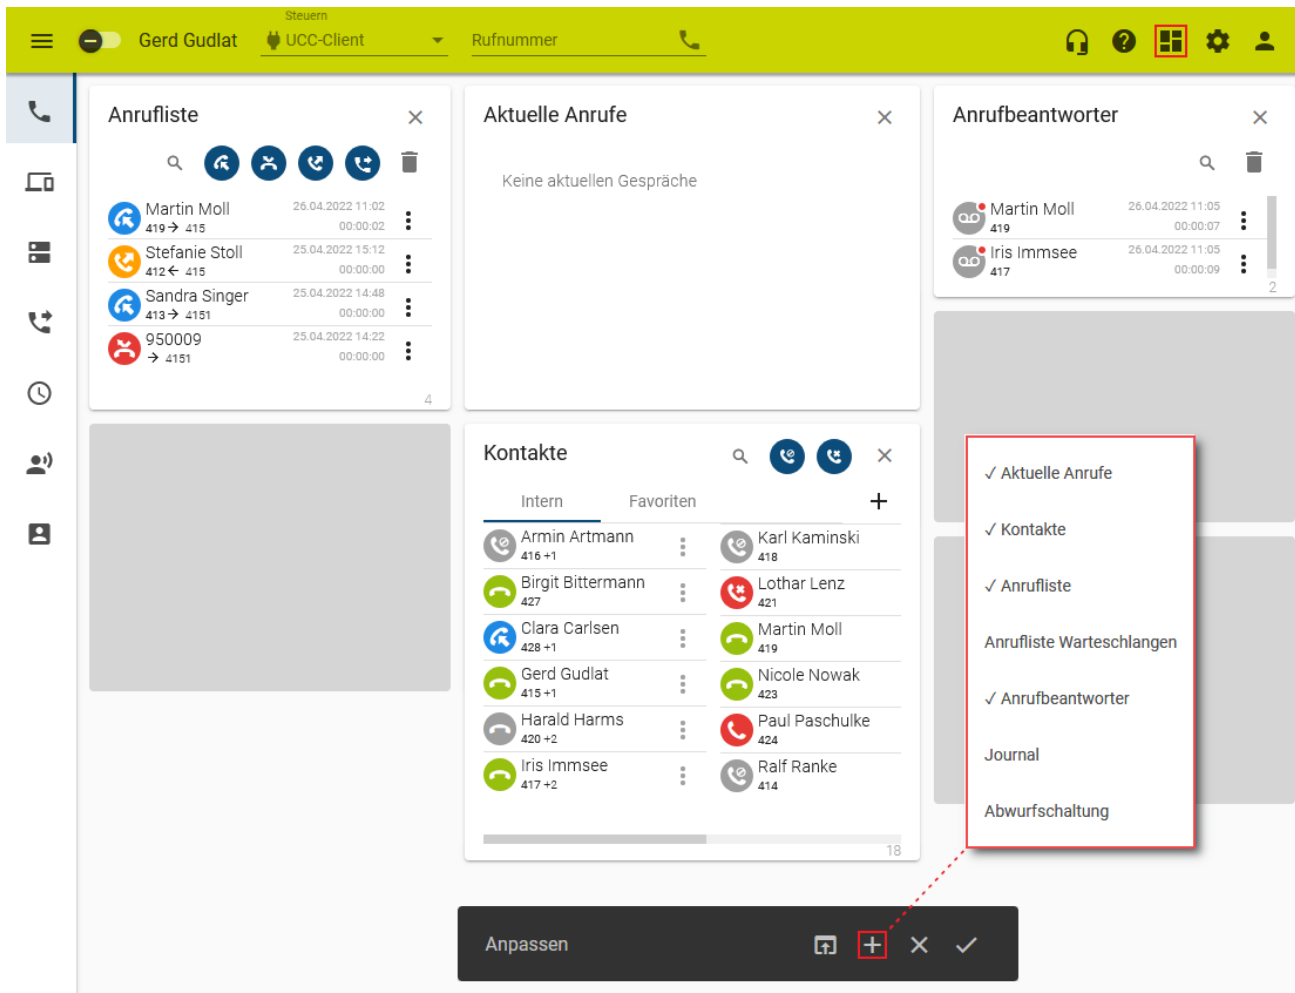 Steuern
Gerd Gudlat
UCC-Client
Rufnummer
Anrufliste
Martin Moll
26.04.2022 11:02
419 → 415
00:00:02
Stefanie Stoll
25.04.2022 15:12
412 ← 415
00:00:00
Sandra Singer
25.04.2022 14:48
413 → 4151
00:00:00
950009
25.04.2022 14:22
→ 4151
00:00:00
4
Aktuelle Anrufe
Keine aktuellen Gespräche
Anrufbeantworter
Martin Moll
26.04.2022 11:05
419
00:00:07
Iris Immsee
26.04.2022 11:05
417
00:00:09
2
Kontakte
Intern
Favoriten
Armin Artmann
416 +1
Birgit Bittermann
427
Clara Carlsen
428 +1
Gerd Gudlat
415 +1
Harald Harms
420 +2
Iris Immsee
417 +2
Karl Kaminski
418
Lothar Lenz
421
Martin Moll
419
Nicole Nowak
423
Paul Paschulke
424
Ralf Ranke
414
18
✓ Aktuelle Anrufe
✓ Kontakte
✓ Anrufliste
Anrufliste Warteschlangen
✓ Anrufbeantworter
Journal
Abwurfschaltung
Anpassen